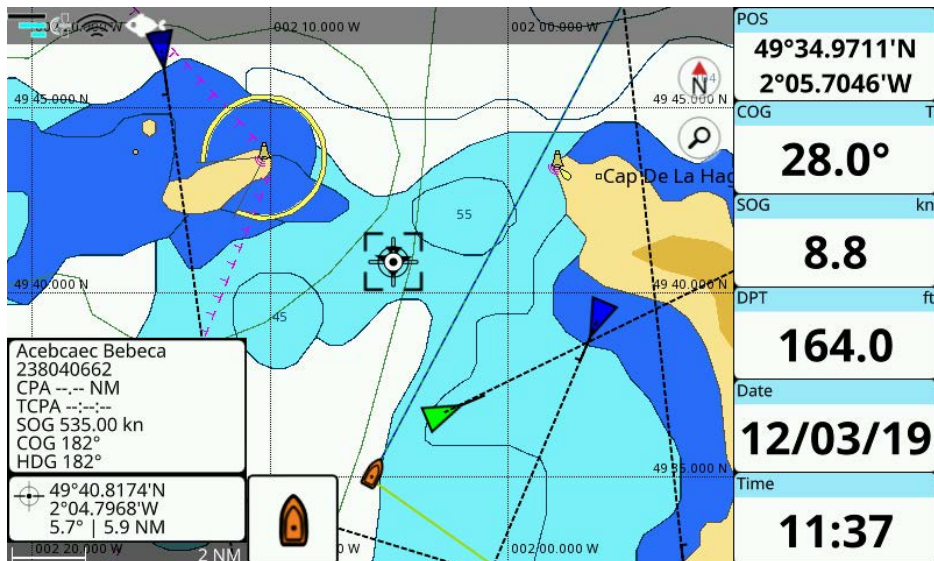 002 10.000 W
002 00.000 W
N
49 45.000 N
49 45.000 N
Cap De La Hag
55
49 40.000 N
49 40.000 N
45
Acebcaec Bebeca
238040662
CPA --.-- NM
TCPA --:--:--
SOG 535.00 kn
COG 182°
HDG 182°
49°40.8174'N
2°04.7968'W
5.7° | 5.9 NM
49 35.000 N
002 20.000 W
2 NM
W
002 00.000 W
POS
49°34.9711'N
2°05.7046'W
COG T
28.0°
SOG kn
8.8
DPT ft
164.0
Date
12/03/19
Time
11:37